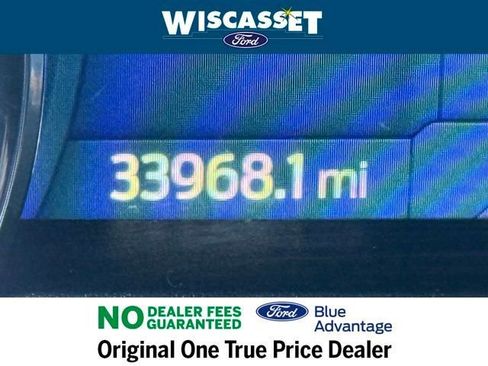 WISCASSET
Ford
33968.1 mi
NO DEALER FEES GUARANTEED
Ford
Blue Advantage
Original One True Price Dealer